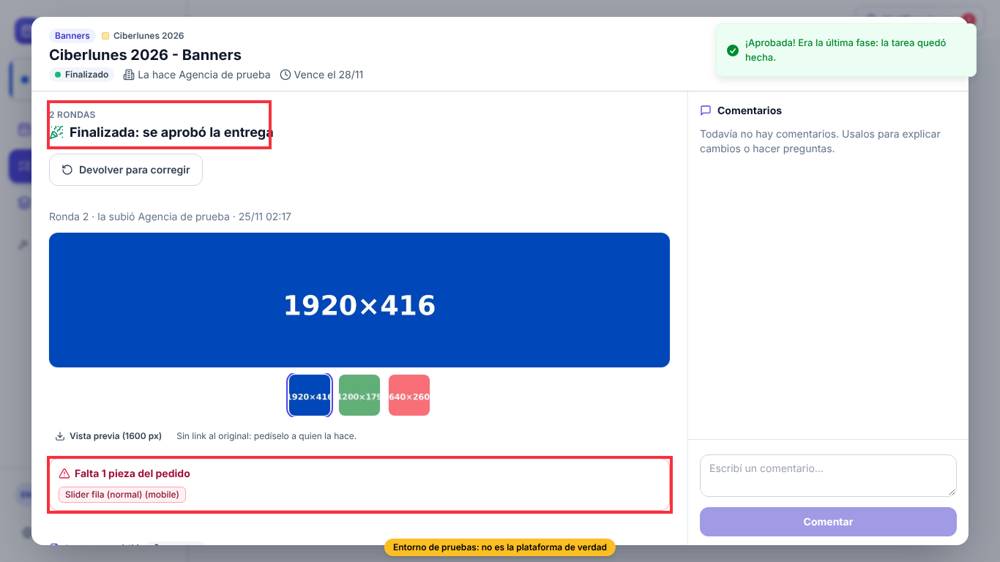 Banners Ciberlunes 2026
Ciberlunes 2026 - Banners
Finalizado La hace Agencia de prueba Vence el 28/11
¡Aprobada! Era la última fase: la tarea quedó
hecha.
2 RONDAS
Finalizada: se aprobó la entrega
Devolver para corregir
Ronda 2 · la subió Agencia de prueba · 25/11 02:17
1920×416
1920×416 1200×179 640×260
Vista previa (1600 px) Sin link al original: pedíselo a quien la hace.
Falta 1 pieza del pedido
Slider fila (normal) (mobile)
Comentarios
Todavía no hay comentarios. Usalos para explicar
cambios o hacer preguntas.
Escribí un comentario...
Comentar
Entorno de pruebas: no es la plataforma de verdad